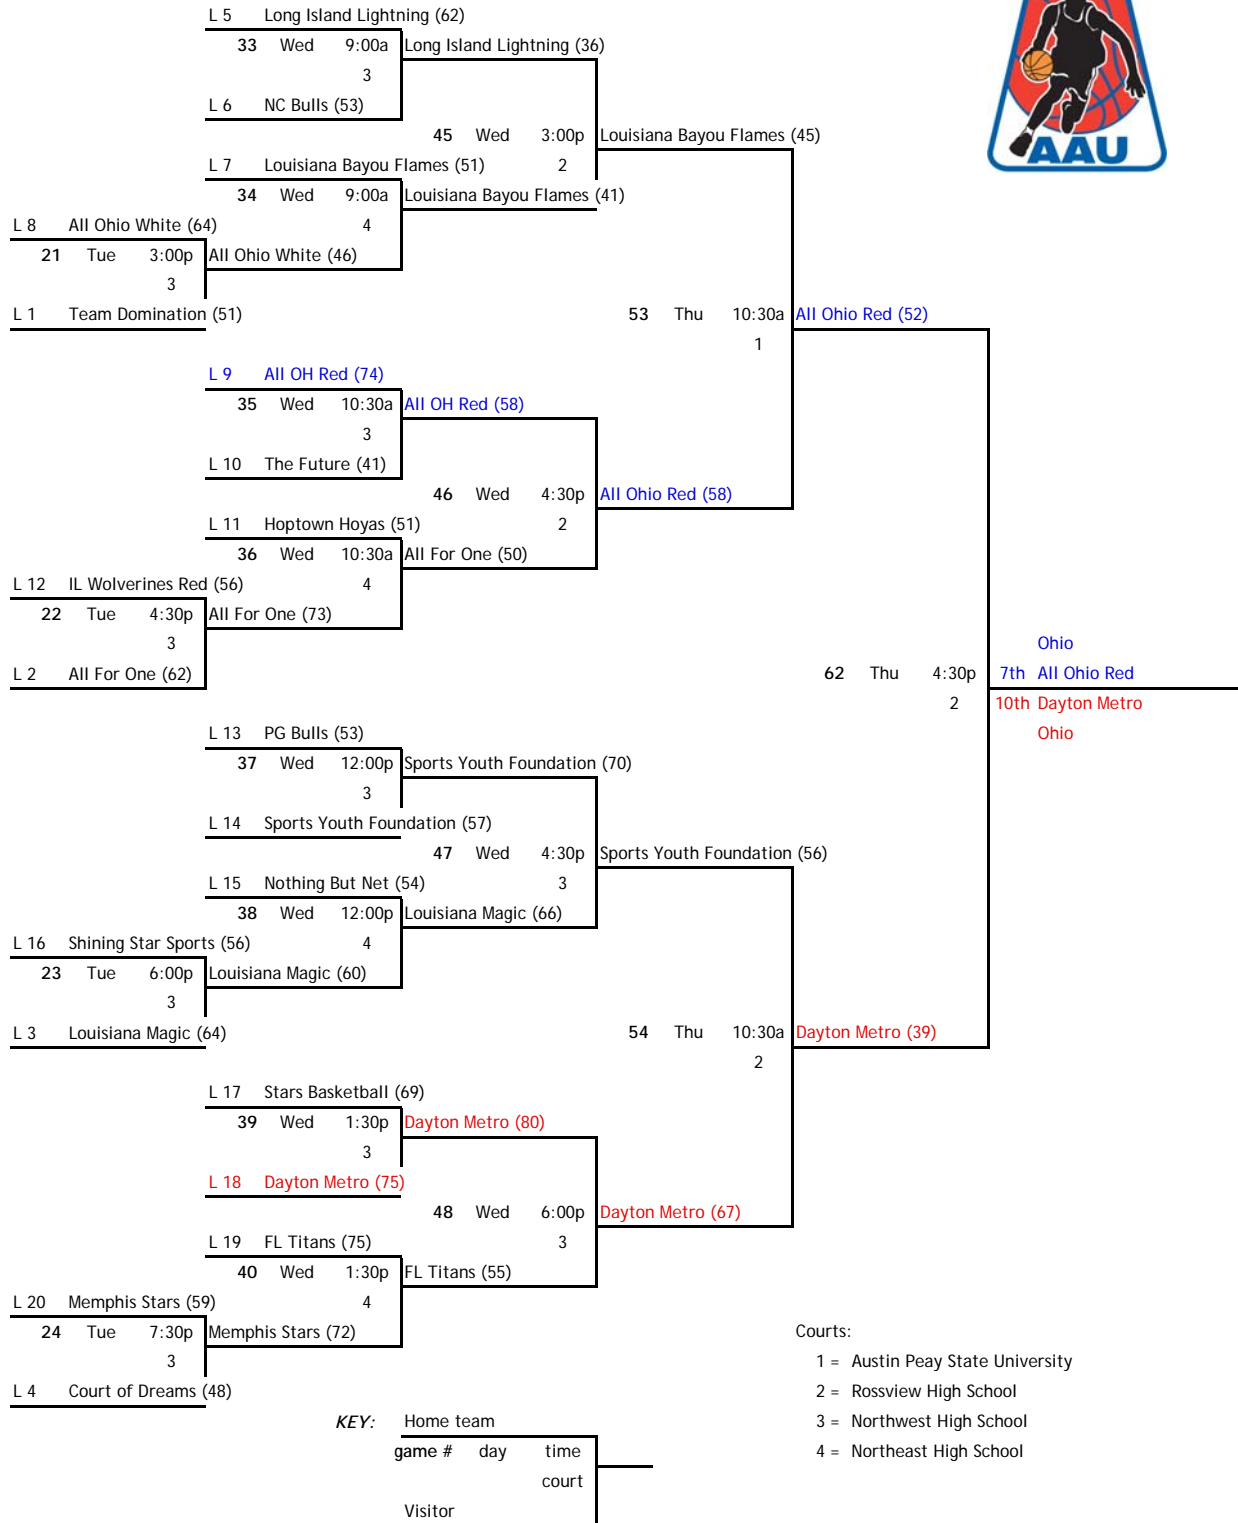 L 5 Long Island Lightning (62)
33 Wed 9:00a Long Island Lightning (36)
3
L 6 NC Bulls (53)
45 Wed 3:00p Louisiana Bayou Flames (45)
AAU
L 7 Louisiana Bayou Flames (51) 2
34 Wed 9:00a Louisiana Bayou Flames (41)
L 8 All Ohio White (64) 4
21 Tue 3:00p All Ohio White (46)
3
L 1 Team Domination (51) 53 Thu 10:30a All Ohio Red (52)
1
L 9 All OH Red (74)
35 Wed 10:30a All OH Red (58)
3
L 10 The Future (41)
46 Wed 4:30p All Ohio Red (58)
L 11 Hoptown Hoyas (51) 2
36 Wed 10:30a All For One (50)
L 12 IL Wolverines Red (56) 4
22 Tue 4:30p All For One (73)
3 Ohio
L 2 All For One (62) 62 Thu 4:30p 7th All Ohio Red
2 10th Dayton Metro
L 13 PG Bulls (53) Ohio
37 Wed 12:00p Sports Youth Foundation (70)
3
L 14 Sports Youth Foundation (57)
47 Wed 4:30p Sports Youth Foundation (56)
L 15 Nothing But Net (54) 3
38 Wed 12:00p Louisiana Magic (66)
L 16 Shining Star Sports (56) 4
23 Tue 6:00p Louisiana Magic (60)
3
L 3 Louisiana Magic (64) 54 Thu 10:30a Dayton Metro (39)
2
L 17 Stars Basketball (69)
39 Wed 1:30p Dayton Metro (80)
3
L 18 Dayton Metro (75)
48 Wed 6:00p Dayton Metro (67)
L 19 FL Titans (75) 3
40 Wed 1:30p FL Titans (55)
L 20 Memphis Stars (59) 4
24 Tue 7:30p Memphis Stars (72) Courts:
3 1 = Austin Peay State University
L 4 Court of Dreams (48) 2 = Rossview High School
KEY: Home team 3 = Northwest High School
game # day time 4 = Northeast High School
court
Visitor